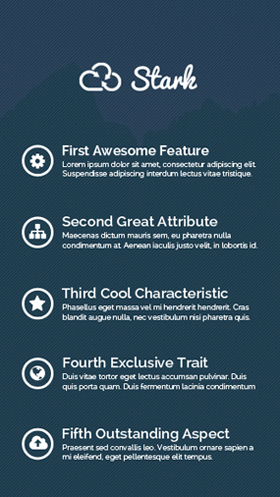 Stark
First Awesome Feature
Lorem ipsum dolor sit amet, consectetur adipiscing elit.
Suspendisse adipiscing interdum lectus vitae tristique.
Second Great Attribute
Maecenas dictum mauris sem, eu pharetra nulla
condimentum at. Aenean iaculis justo velit, in lobortis id.
Third Cool Characteristic
Phasellus eget massa vel mi hendrerit hendrerit. Cras
blandit augue nulla, nec vestibulum nisi pharetra quis.
Fourth Exclusive Trait
Duis vitae tortor eget lectus accumsan pulvinar. Duis
quis porta quam. Duis fermentum lacinia condimentum
Fifth Outstanding Aspect
Praesent sed convallis leo. Vestibulum ornare sapien a
mi eleifend, eget pellentesque elit tempus.